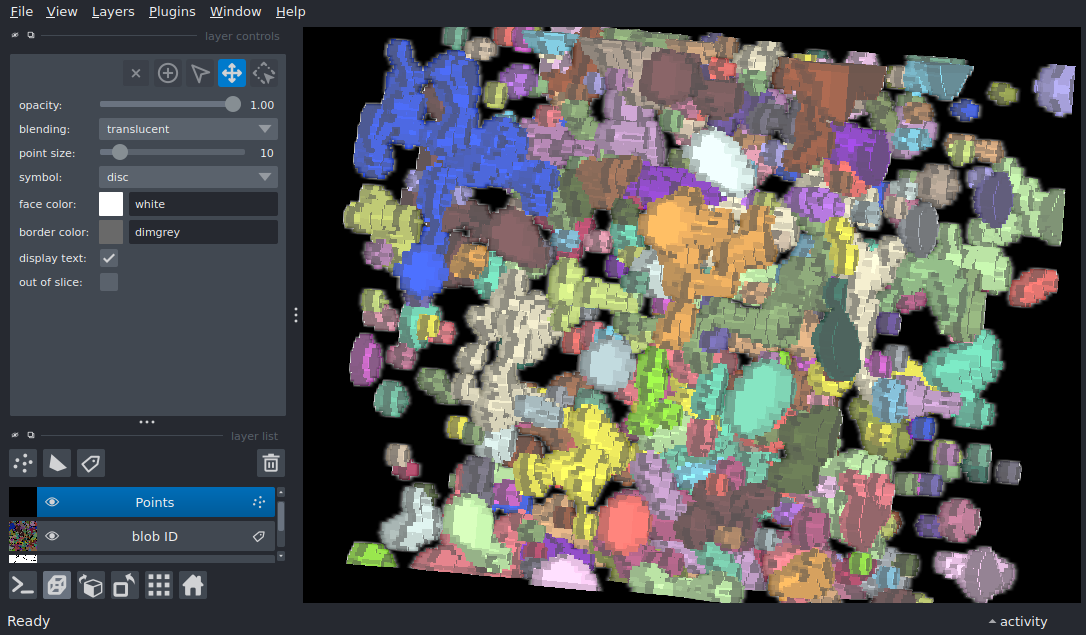 File View Layers Plugins Window Help
layer controls
opacity: 1.00
blending: translucent
point size: 10
symbol: disc
face color: white
border color: dimgrey
display text:
out of slice:
layer list
Points
blob ID
Ready activity